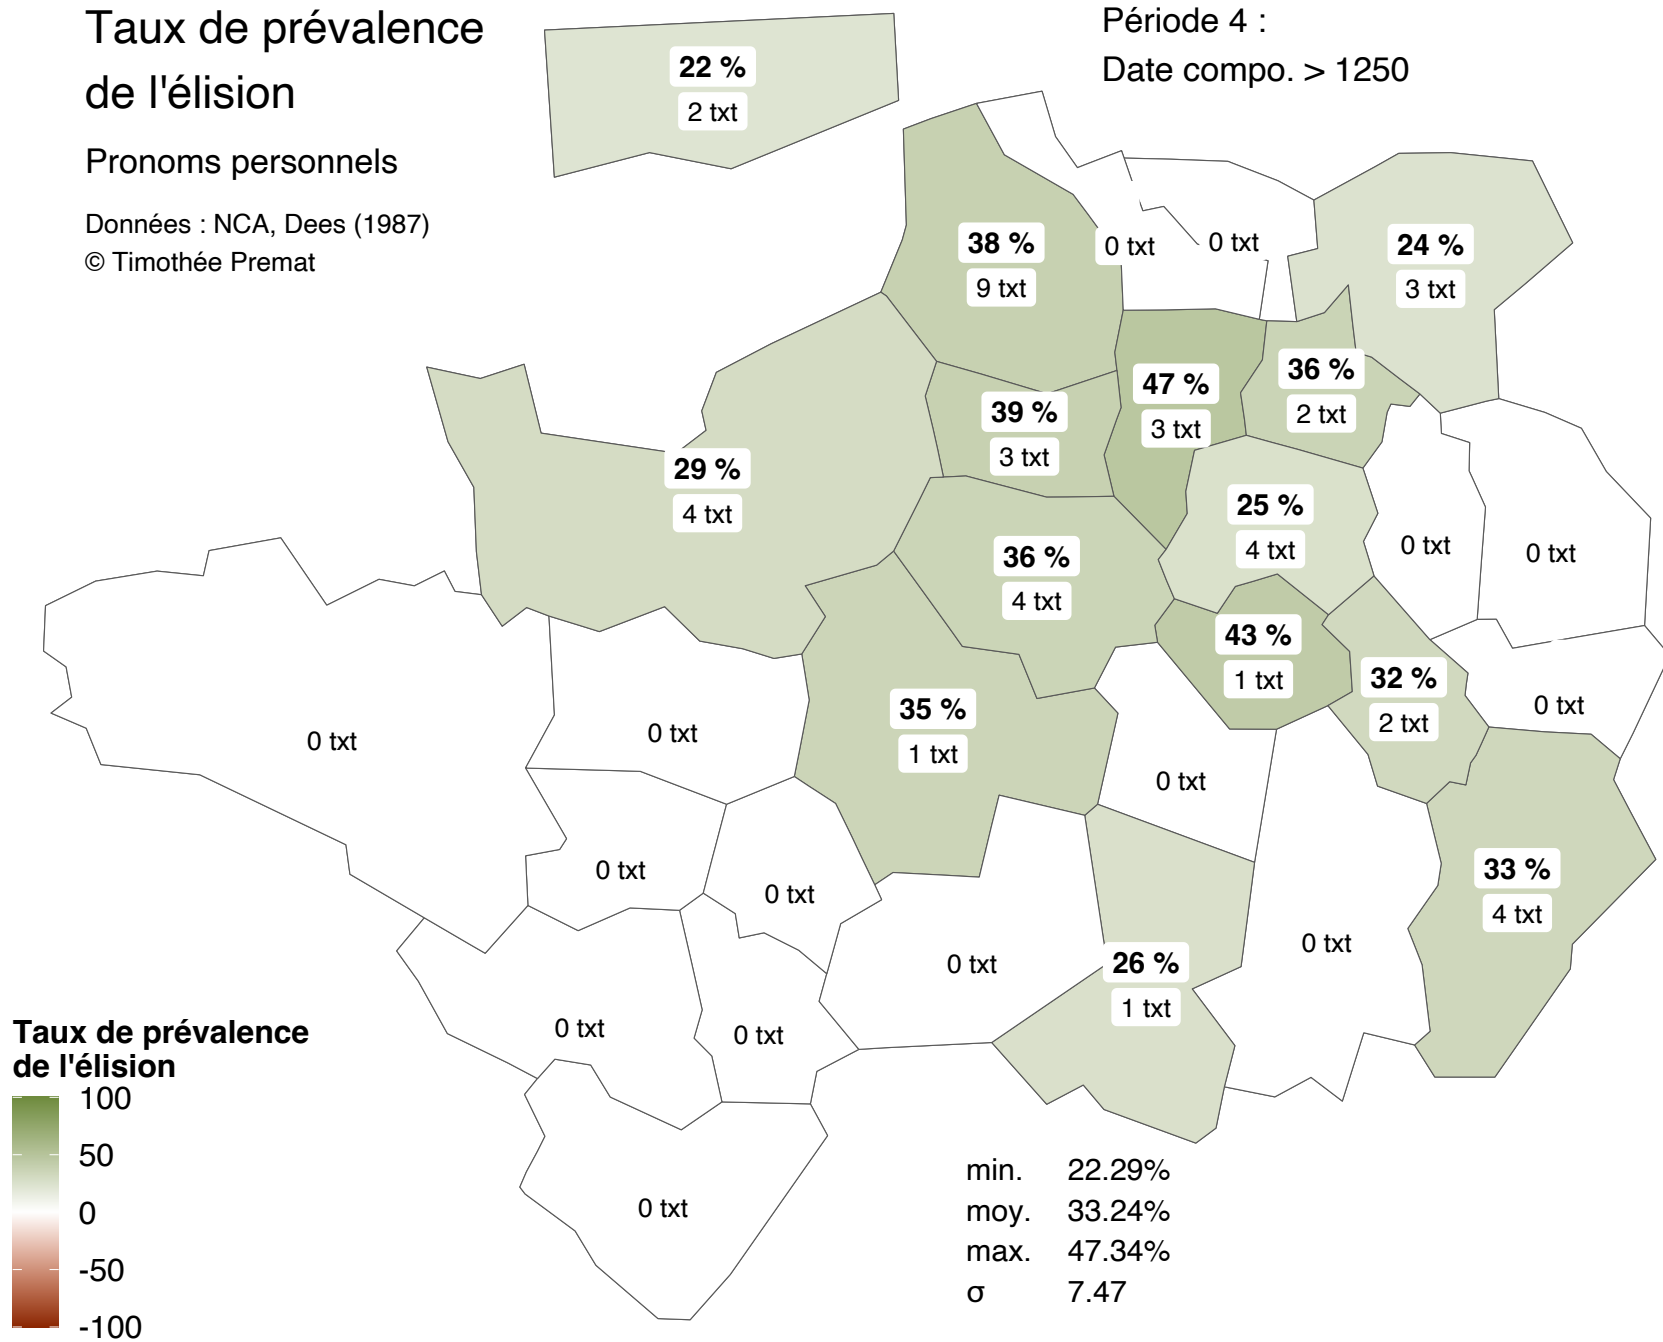 Taux de prévalence
de l'élision
Pronoms personnels
Données : NCA, Dees (1987)
© Timothée Premat
Période 4 :
Date compo. > 1250
22 %
2 txt
38 %
9 txt
0 txt
0 txt
24 %
3 txt
47 %
3 txt
36 %
2 txt
39 %
3 txt
29 %
4 txt
25 %
4 txt
36 %
4 txt
0 txt
0 txt
43 %
1 txt
32 %
2 txt
35 %
1 txt
0 txt
0 txt
0 txt
0 txt
33 %
4 txt
0 txt
0 txt
0 txt
26 %
1 txt
0 txt
0 txt
0 txt
0 txt
Taux de prévalence
de l'élision
100
50
0
-50
-100
min. 22.29%
moy. 33.24%
max. 47.34%
σ 7.47